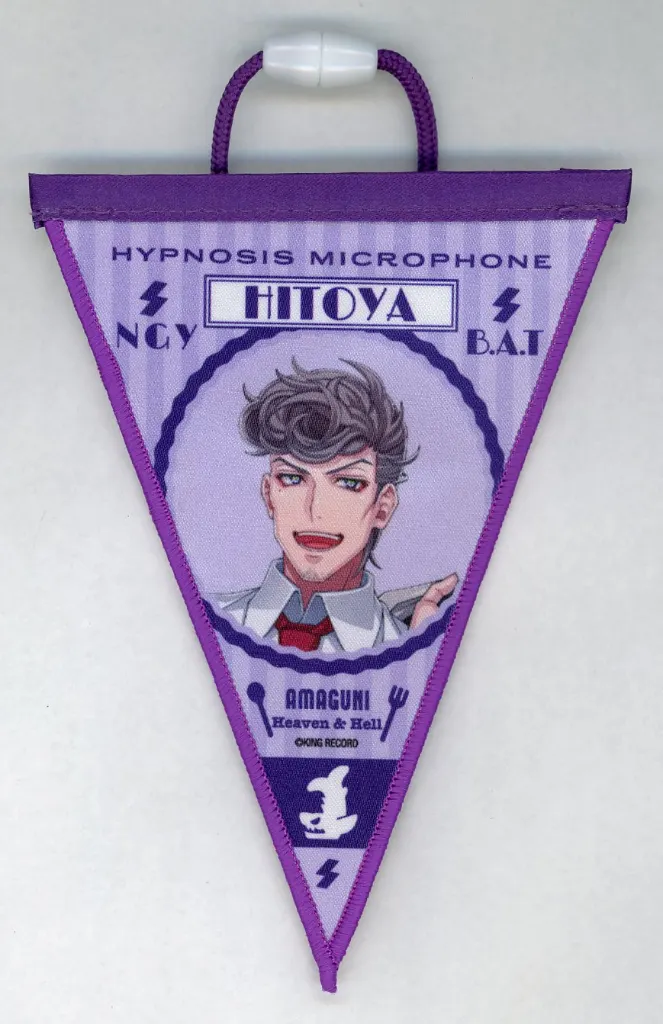 HYPNOSIS MICROPHONE
HITOYA
NGY
B.A.T
AMAGUNI
Heaven & Hell
©KING RECORD